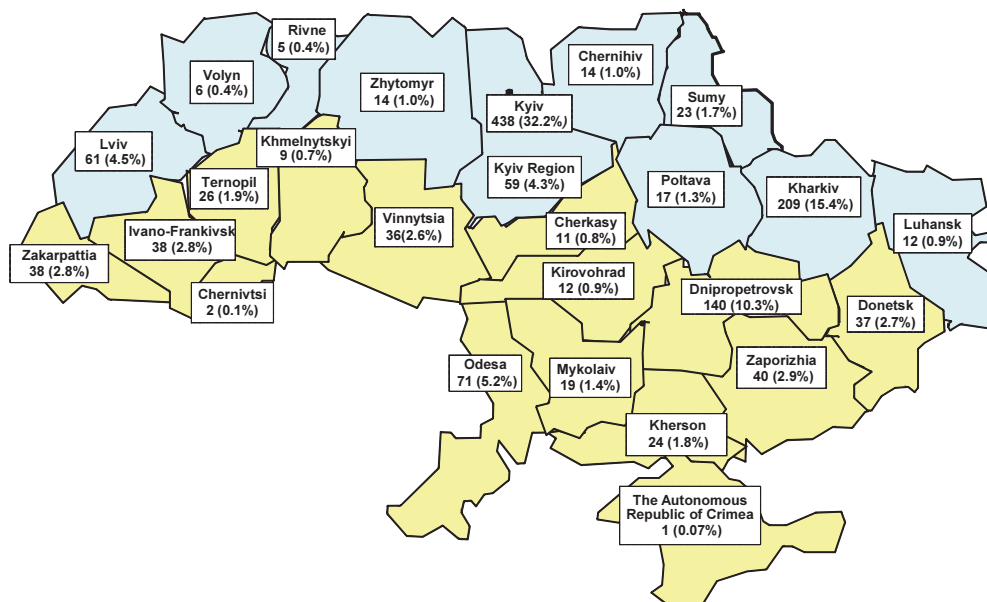 Rivne
5 (0.4%)
Volyn
6 (0.4%)
Zhytomyr
14 (1.0%)
Kyiv
438 (32.2%)
Chernihiv
14 (1.0%)
Sumy
23 (1.7%)
Lviv
61 (4.5%)
Khmelnytskyi
9 (0.7%)
Ternopil
26 (1.9%)
Kyiv Region
59 (4.3%)
Poltava
17 (1.3%)
Kharkiv
209 (15.4%)
Luhansk
12 (0.9%)
Zakarpattia
38 (2.8%)
Ivano-Frankivsk
38 (2.8%)
Vinnytsia
36(2.6%)
Cherkasy
11 (0.8%)
Chernivtsi
2 (0.1%)
Kirovohrad
12 (0.9%)
Dnipropetrovsk
140 (10.3%)
Donetsk
37 (2.7%)
Odesa
71 (5.2%)
Mykolaiv
19 (1.4%)
Zaporizhia
40 (2.9%)
Kherson
24 (1.8%)
The Autonomous
Republic of Crimea
1 (0.07%)